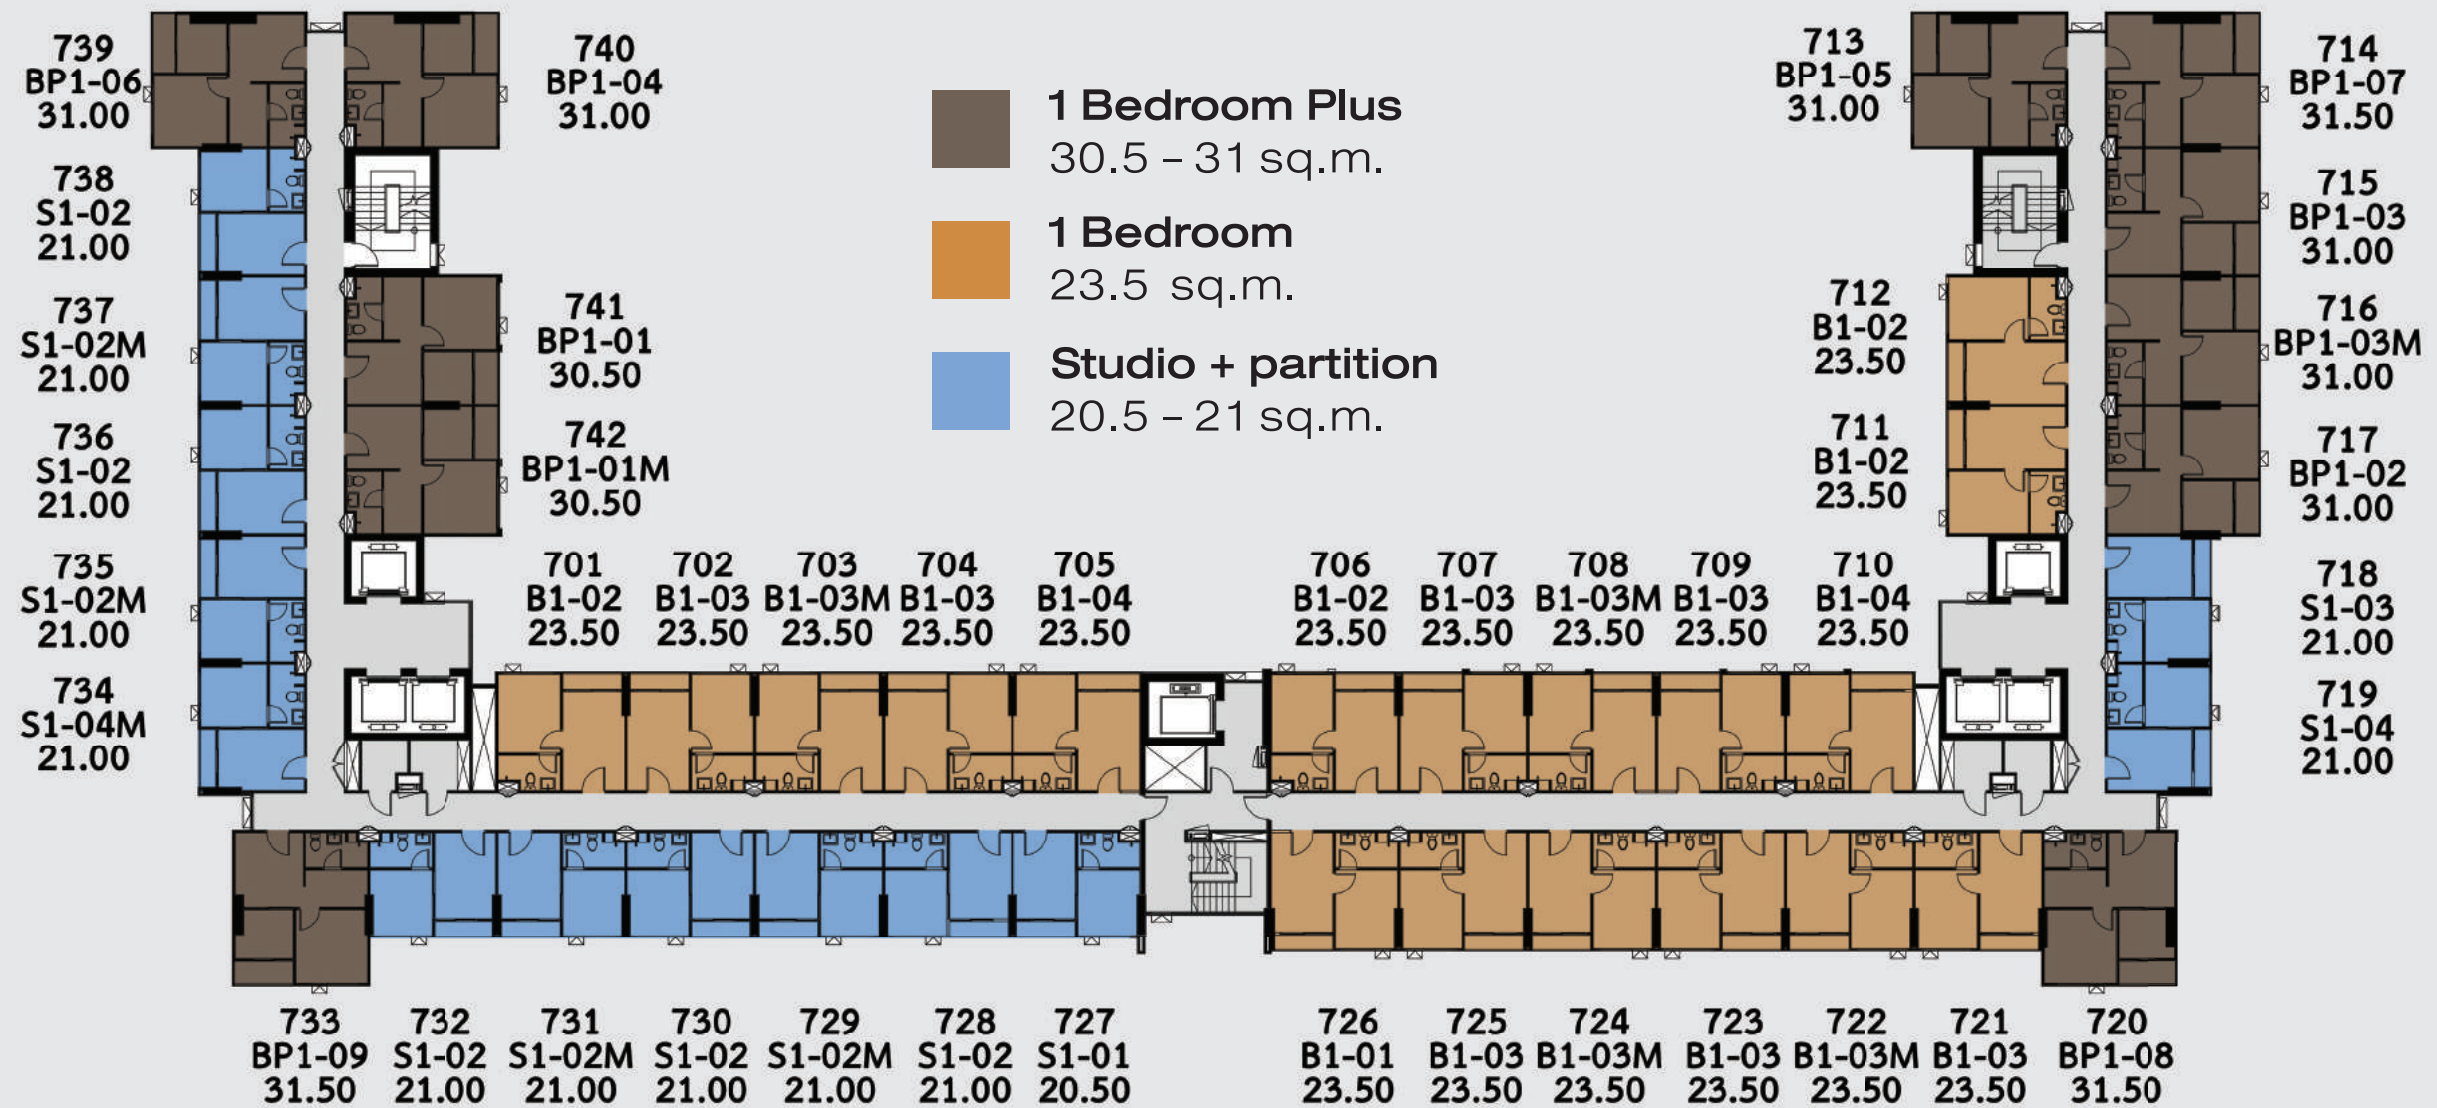 739
BP1-06
31.00
740
BP1-04
31.00
1 Bedroom Plus
30.5 – 31 sq.m.
1 Bedroom
23.5 sq.m.
Studio + partition
20.5 – 21 sq.m.
713
BP1-05
31.00
714
BP1-07
31.50
738
S1-02
21.00
715
BP1-03
31.00
737
S1-02M
21.00
741
BP1-01
30.50
712
B1-02
23.50
716
BP1-03M
31.00
736
S1-02
21.00
742
BP1-01M
30.50
711
B1-02
23.50
717
BP1-02
31.00
735
S1-02M
21.00
701
B1-02
23.50
702
B1-03
23.50
703
B1-03M
23.50
704
B1-03
23.50
705
B1-04
23.50
706
B1-02
23.50
707
B1-03
23.50
708
B1-03M
23.50
709
B1-03
23.50
710
B1-04
23.50
718
S1-03
21.00
734
S1-04M
21.00
719
S1-04
21.00
733
BP1-09
31.50
732
S1-02
21.00
731
S1-02M
21.00
730
S1-02
21.00
729
S1-02M
21.00
728
S1-02
21.00
727
S1-01
20.50
726
B1-01
23.50
725
B1-03
23.50
724
B1-03M
23.50
723
B1-03
23.50
722
B1-03M
23.50
721
B1-03
23.50
720
BP1-08
31.50